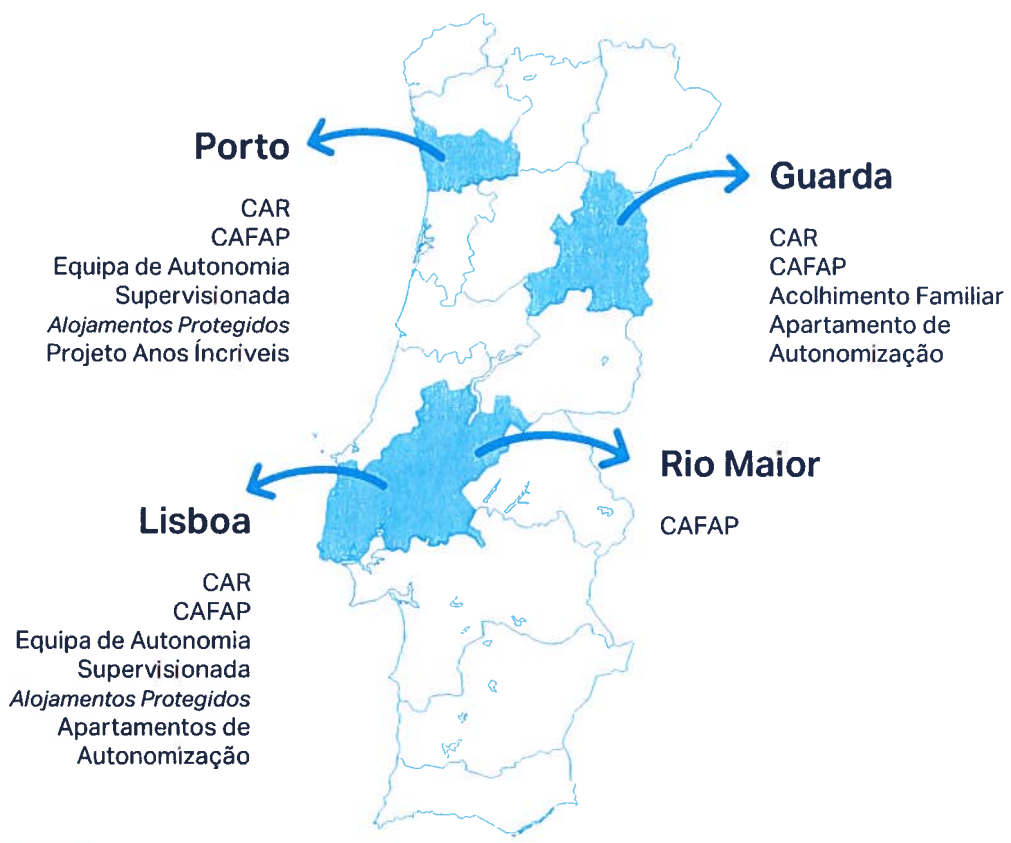 Porto
CAR
CAFAP
Equipa de Autonomia
Supervisionada
Alojamentos Protegidos
Projeto Anos Íncriveis
Guarda
CAR
CAFAP
Acolhimento Familiar
Apartamento de
Autonomização
Rio Maior
CAFAP
Lisboa
CAR
CAFAP
Equipa de Autonomia
Supervisionada
Alojamentos Protegidos
Apartamentos de
Autonomização